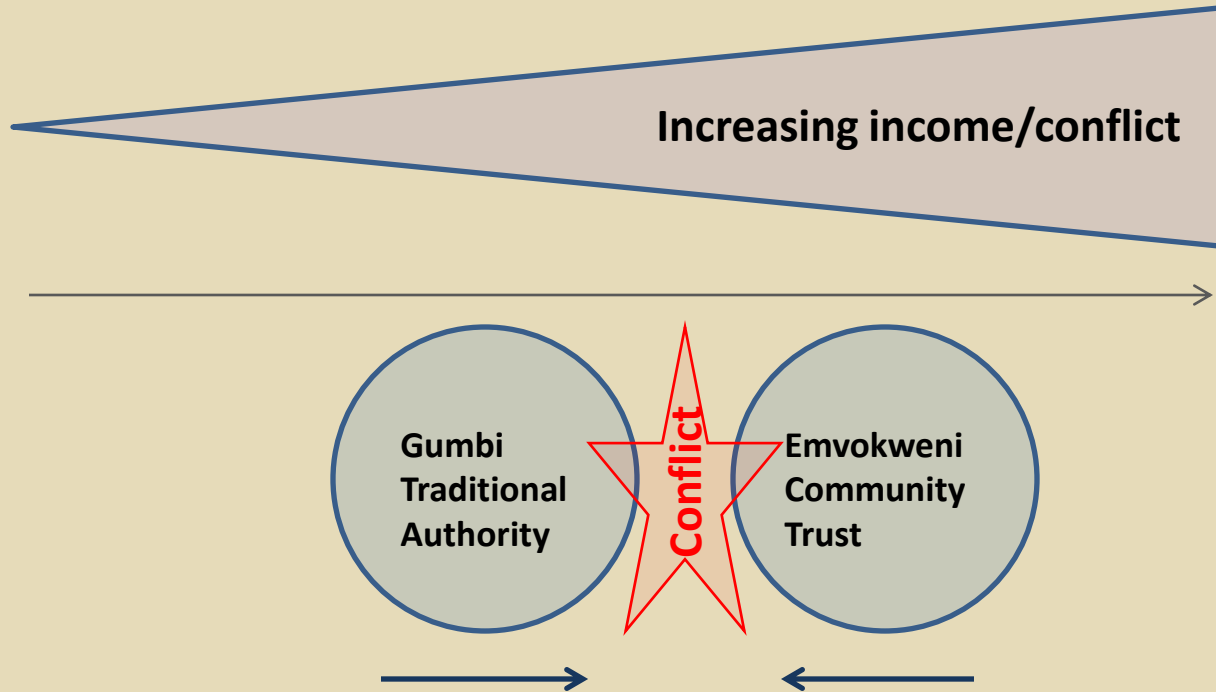 Increasing income/conflict
Gumbi
Traditional
Authority
Conflict
Emvokweni
Community
Trust